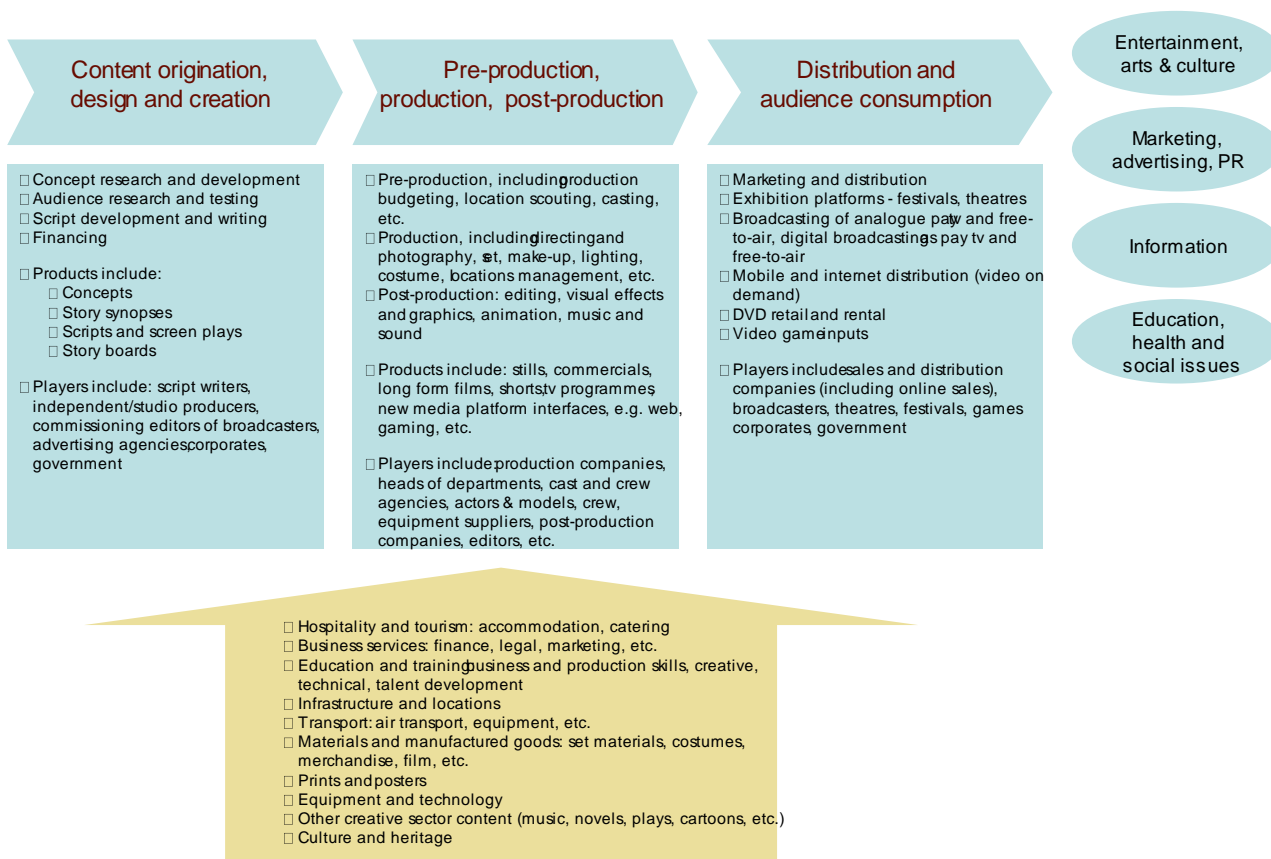 Content origination,
design and creation
□ Concept research and development
□ Audience research and testing
□ Script development and writing
□ Financing
□ Products include:
□ Concepts
□ Story synopses
□ Scripts and screen plays
□ Story boards
□ Players include: script writers,
independent/studio producers,
commissioning editors of broadcasters,
advertising agencies,corporates,
government
Pre-production,
production, post-production
□ Pre-production, including production
budgeting, location scouting, casting,
etc.
□ Production, including directing and
photography, set, make-up, lighting,
costume, locations management, etc.
□ Post-production: editing, visual effects
and graphics, animation, music and
sound
□ Products include: stills, commercials,
long form films, shorts,tv programmes,
new media platform interfaces, e.g. web,
gaming, etc.
□ Players include:production companies,
heads of departments, cast and crew
agencies, actors & models, crew,
equipment suppliers, post-production
companies, editors, etc.
Distribution and
audience consumption
□ Marketing and distribution
□ Exhibition platforms - festivals, theatres
□ Broadcasting of analogue pay tv and free-
to-air, digital broadcasting as pay tv and
free-to-air
□ Mobile and internet distribution (video on
demand)
□ DVD retail and rental
□ Video game inputs
□ Players include sales and distribution
companies (including online sales),
broadcasters, theatres, festivals, games
corporates, government
Entertainment,
arts & culture
Marketing,
advertising, PR
Information
Education,
health and
social issues
□ Hospitality and tourism: accommodation, catering
□ Business services: finance, legal, marketing, etc.
□ Education and training:business and production skills, creative,
technical, talent development
□ Infrastructure and locations
□ Transport: air transport, equipment, etc.
□ Materials and manufactured goods: set materials, costumes,
merchandise, film, etc.
□ Prints and posters
□ Equipment and technology
□ Other creative sector content (music, novels, plays, cartoons, etc.)
□ Culture and heritage